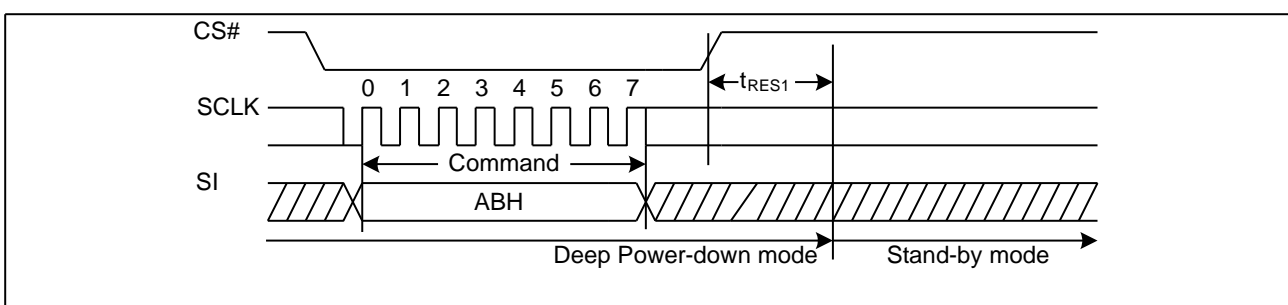 CS#
tRES1
0 1 2 3 4 5 6 7
SCLK
Command
SI
ABH
Deep Power-down mode Stand-by mode